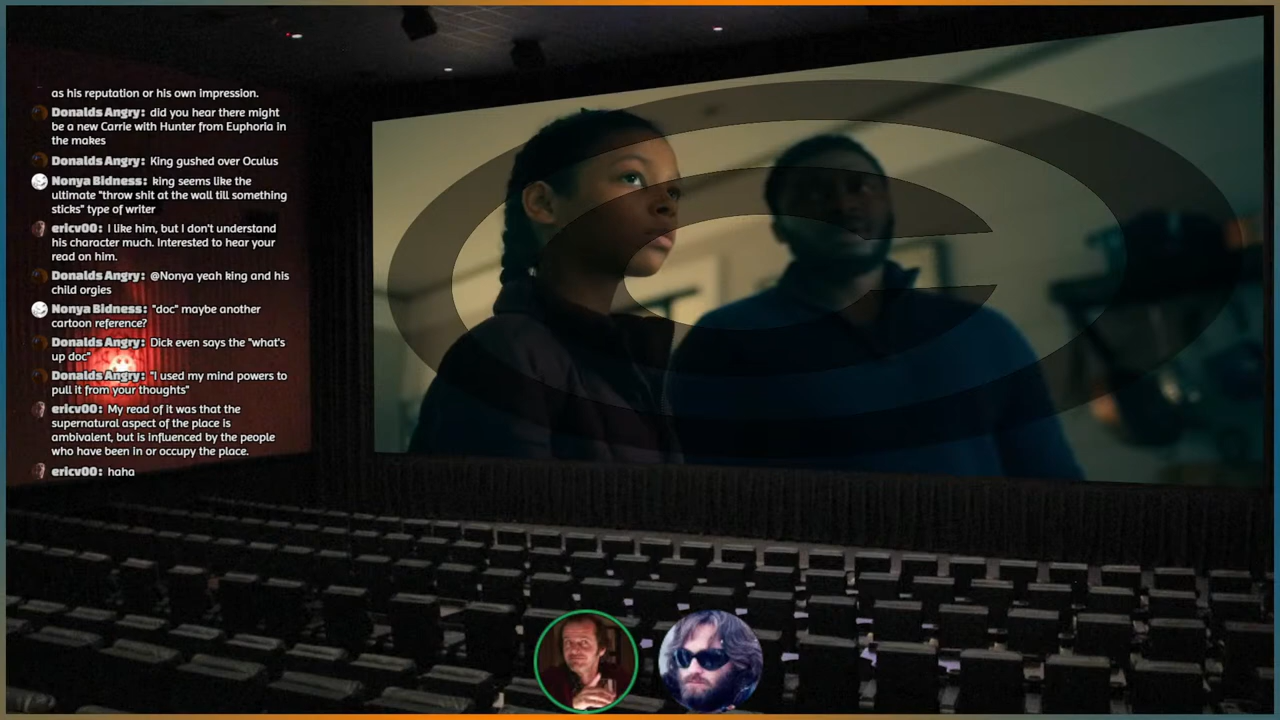 as his reputation or his own impression.
Donalds Angry: did you hear there might
be a new Carrie with Hunter from Euphoria in
the makes
Donalds Angry: King gushed over Oculus
Nonya Bidness: king seems like the
ultimate "throw shit at the wall till something
sticks" type of writer
ericv00: I like him, but I don't understand
his character much. Interested to hear your
read on him.
Donalds Angry: @Nonya yeah king and his
child orgies
Nonya Bidness: "doc" maybe another
cartoon reference?
Donalds Angry: Dick even says the "what's
up doc"
Donalds Angry: "I used my mind powers to
pull it from your thoughts"
ericv00: My read of it was that the
supernatural aspect of the place is
ambivalent, but is influenced by the people
who have been in or occupy the place.
ericv00: haha